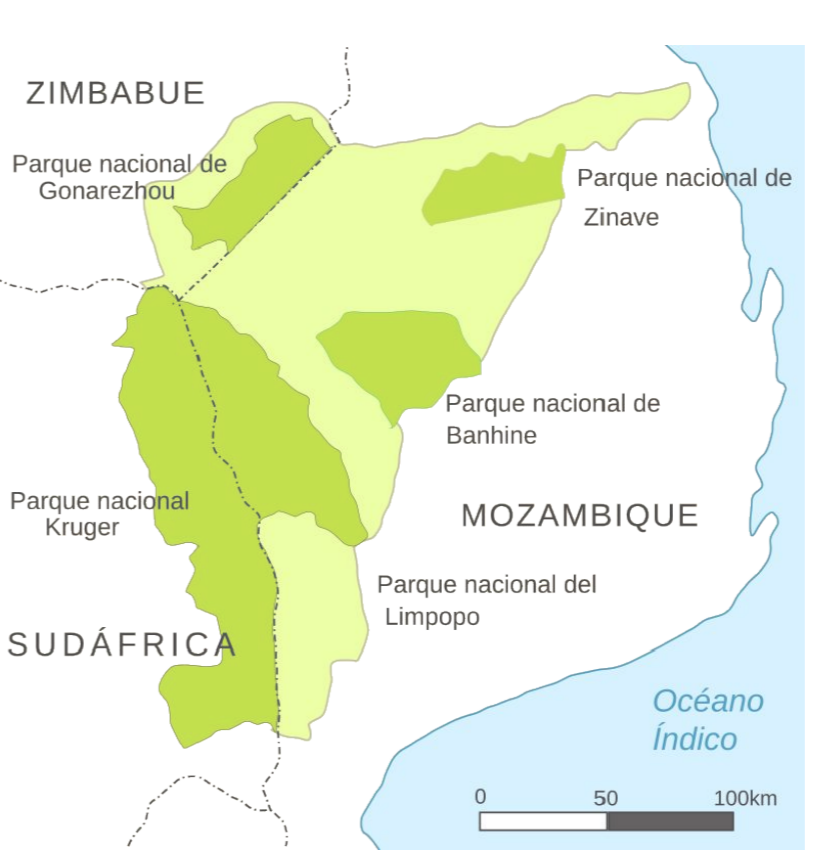 ZIMBABUE
Parque nacional de
Gonarezhou
Parque nacional de
Zinave
Parque nacional de
Banhine
Parque nacional
Kruger
MOZAMBIQUE
Parque nacional del
Limpopo
SUDÁFRICA
Océano
Índico
0 50 100km